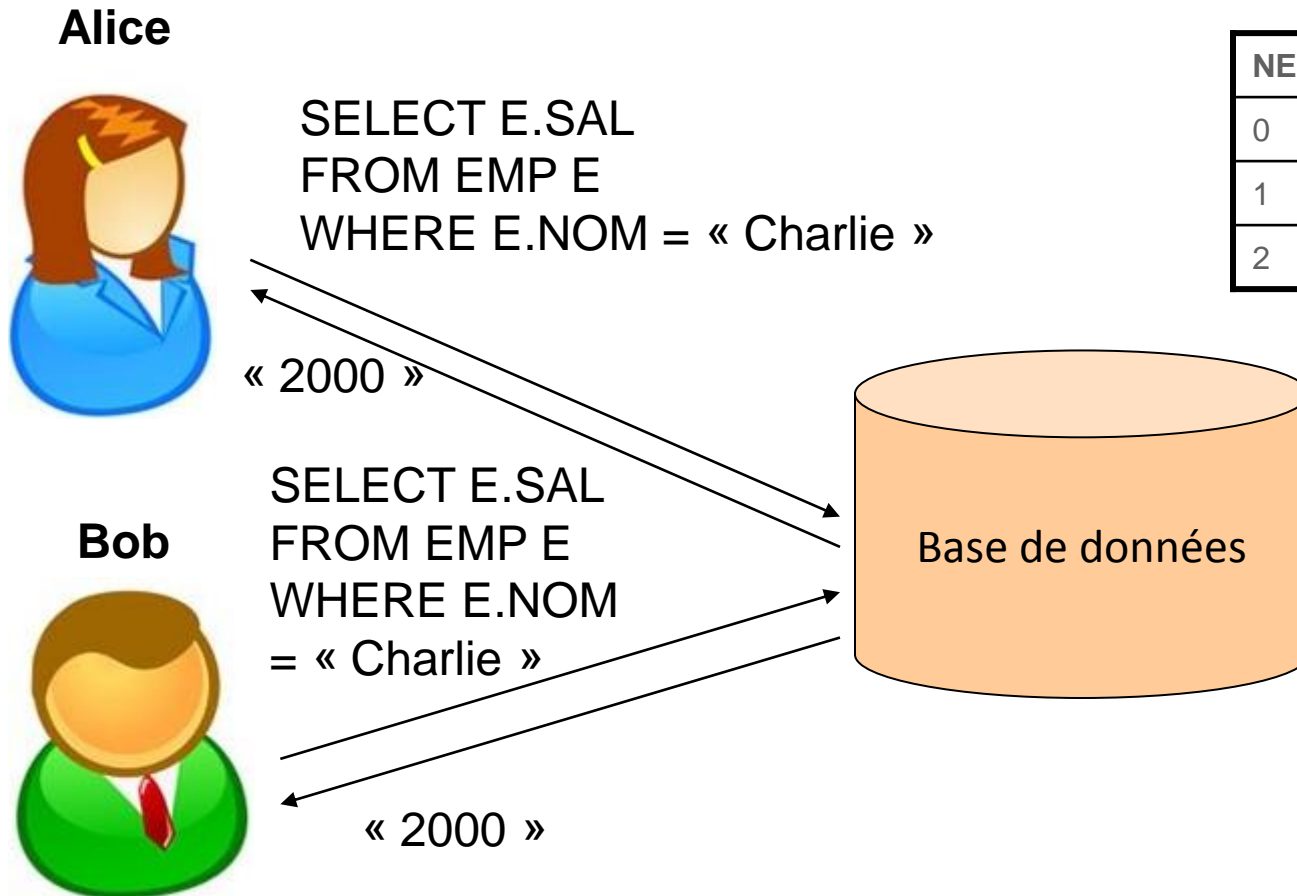 Alice
SELECT E.SAL
FROM EMP E
WHERE E.NOM = « Charlie »
« 2000 »
NE
0
1
2
Bob
SELECT E.SAL
FROM EMP E
WHERE E.NOM
= « Charlie »
« 2000 »
Base de données